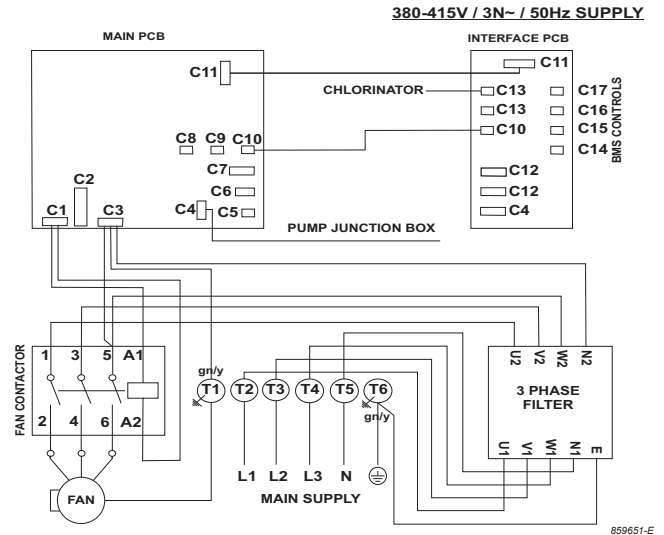 380-415V / 3N~ / 50Hz SUPPLY
MAIN PCB
INTERFACE PCB
C11
C11
CHLORINATOR
C13
C17
C13
C16
C8
C9
C10
C10
C15
C14
BMS CONTROLS
C7
C12
C2
C6
C12
C1
C3
C4
C5
C4
PUMP JUNCTION BOX
FAN CONTACTOR
1
3
5
A1
U2
V2
W2
N2
gn/y
T1
T2
T3
T4
T5
T6
gn/y
3 PHASE
FILTER
2
4
6
A2
U1
V1
W1
N1
E
L1
L2
L3
N
MAIN SUPPLY
FAN
859651-E